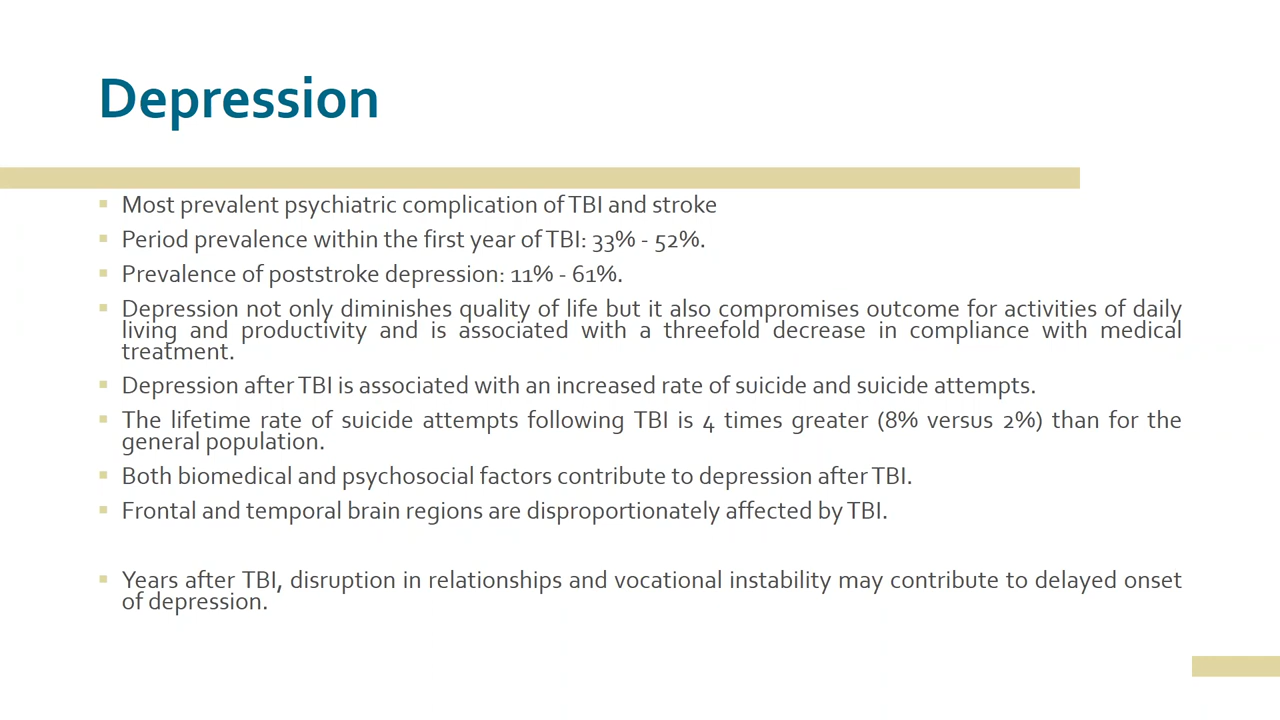 Depression
▪ Most prevalent psychiatric complication of TBI and stroke
▪ Period prevalence within the first year of TBI: 33% - 52%.
▪ Prevalence of poststroke depression: 11% - 61%.
▪ Depression not only diminishes quality of life but it also compromises outcome for activities of daily
living and productivity and is associated with a threefold decrease in compliance with medical
treatment.
▪ Depression after TBI is associated with an increased rate of suicide and suicide attempts.
▪ The lifetime rate of suicide attempts following TBI is 4 times greater (8% versus 2%) than for the
general population.
▪ Both biomedical and psychosocial factors contribute to depression after TBI.
▪ Frontal and temporal brain regions are disproportionately affected by TBI.
▪ Years after TBI, disruption in relationships and vocational instability may contribute to delayed onset
of depression.